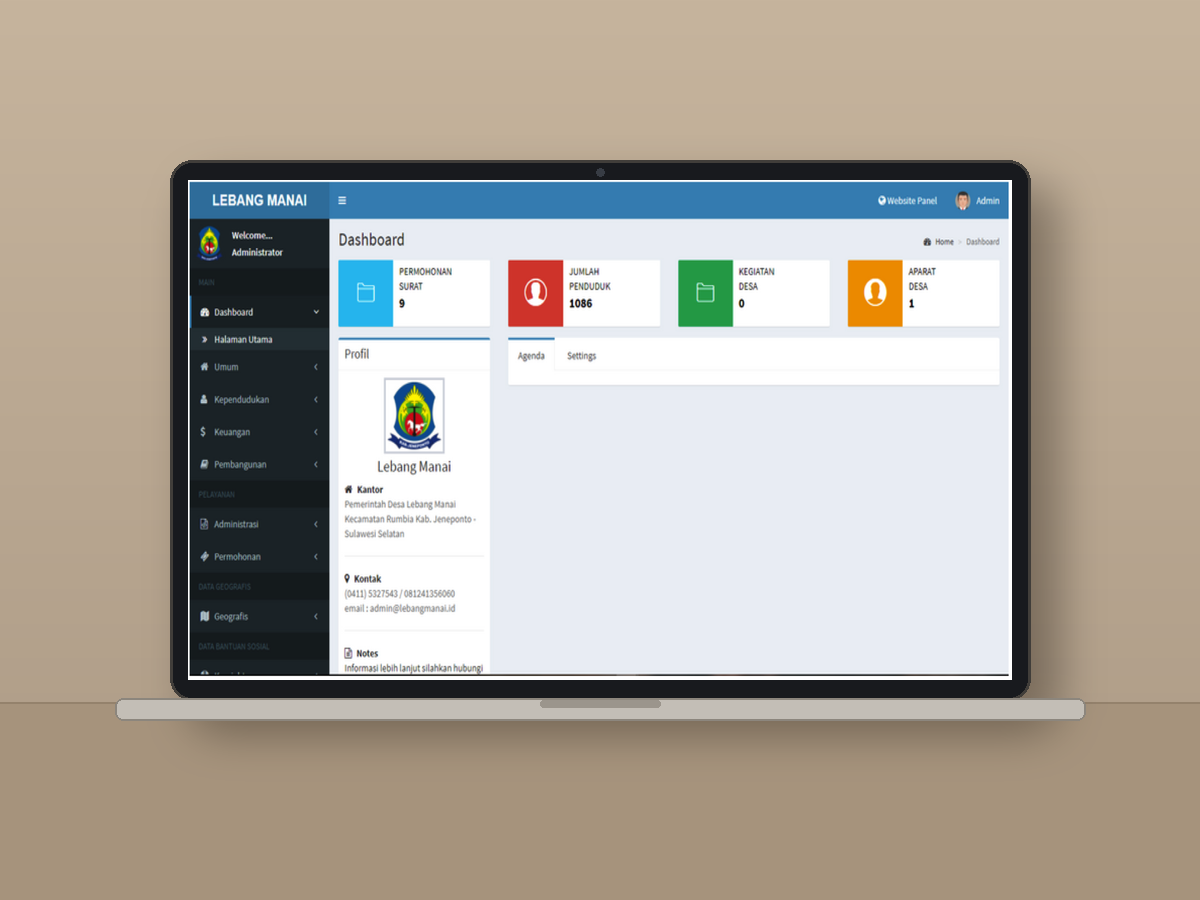 LEBANG MANAI
Website Panel
Admin
Welcome...
Administrator
MAIN
Dashboard
Halaman Utama
Umum
Kependudukan
Keuangan
Pembangunan
PELAYANAN
Administrasi
Permohonan
DATA GEOGRAFIS
Geografis
DATA BANTUAN SOSIAL
Dashboard
Home > Dashboard
PERMOHONAN
SURAT
9
JUMLAH
PENDUDUK
1086
KEGIATAN
DESA
0
APARAT
DESA
1
Profil
KAB. JENEPONTO
Lebang Manai
Kantor
Pemerintah Desa Lebang Manai
Kecamatan Rumbia Kab. Jeneponto -
Sulawesi Selatan
Kontak
(0411) 5327543 / 081241356060
email : admin@lebangmanai.id
Notes
Informasi lebih lanjut silahkan hubungi
Agenda
Settings